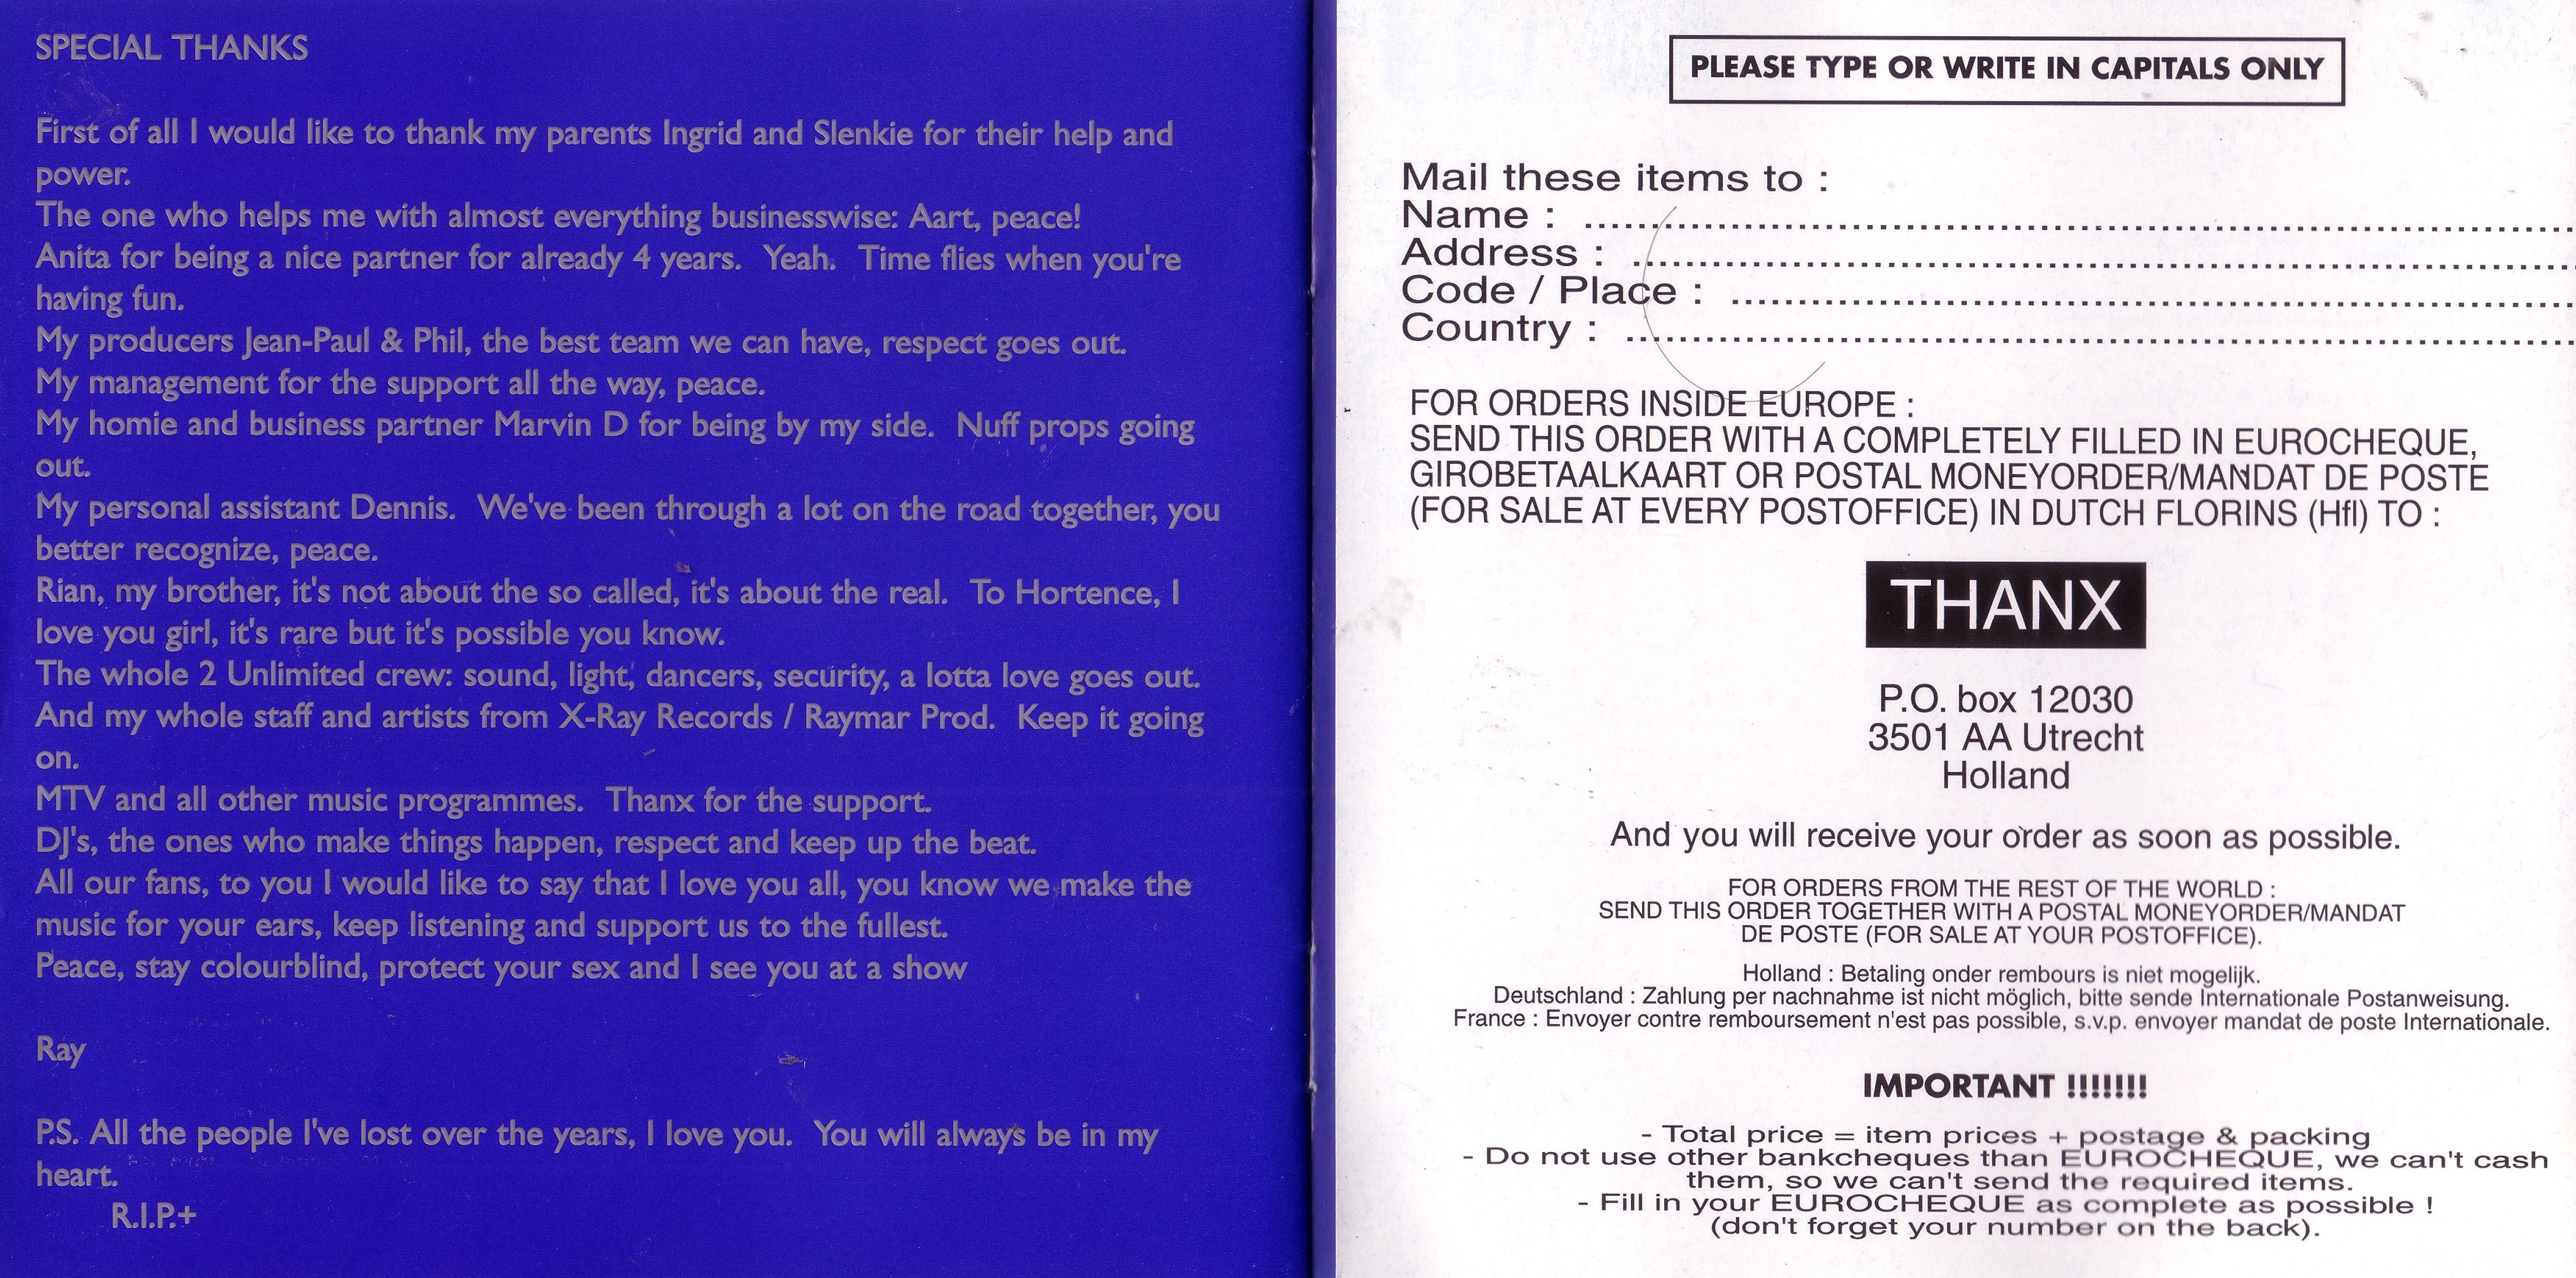 SPECIAL THANKS
First of all I would like to thank my parents Ingrid and Slenkie for their help and
power.
The one who helps me with almost everything businesswise: Aart, peace!
Anita for being a nice partner for already 4 years.  Yeah.  Time flies when you're
having fun.
My producers Jean-Paul & Phil, the best team we can have, respect goes out.
My management for the support all the way, peace.
My homie and business partner Marvin D for being by my side.  Nuff props going
out.
My personal assistant Dennis.  We've been through a lot on the road together, you
better recognize, peace.
Rian, my brother, it's not about the so called, it's about the real.  To Hortence, I
love you girl, it's rare but it's possible you know.
The whole 2 Unlimited crew: sound, light, dancers, security, a lotta love goes out.
And my whole staff and artists from X-Ray Records / Raymar Prod.  Keep it going
on.
MTV and all other music programmes.  Thanx for the support.
DJ's, the ones who make things happen, respect and keep up the beat.
All our fans, to you I would like to say that I love you all, you know we make the
music for your ears, keep listening and support us to the fullest.
Peace, stay colourblind, protect your sex and I see you at a show
Ray
P.S. All the people I've lost over the years, I love you.  You will always be in my
heart.
R.I.P.+
PLEASE TYPE OR WRITE IN CAPITALS ONLY
Mail these items to :
Name : ..............................................................
Address : ..............................................................
Code / Place : ..............................................................
Country : ..............................................................
FOR ORDERS INSIDE EUROPE :
SEND THIS ORDER WITH A COMPLETELY FILLED IN EUROCHEQUE,
GIROBETAALKAART OR POSTAL MONEYORDER/MANDAT DE POSTE
(FOR SALE AT EVERY POSTOFFICE) IN DUTCH FLORINS (Hfl) TO :
THANX
P.O. box 12030
3501 AA Utrecht
Holland
And you will receive your order as soon as possible.
FOR ORDERS FROM THE REST OF THE WORLD :
SEND THIS ORDER TOGETHER WITH A POSTAL MONEYORDER/MANDAT
DE POSTE (FOR SALE AT YOUR POSTOFFICE).
Holland : Betaling onder rembours is niet mogelijk.
Deutschland : Zahlung per nachnahme ist nicht möglich, bitte sende Internationale Postanweisung.
France : Envoyer contre remboursement n'est pas possible, s.v.p. envoyer mandat de poste Internationale.
IMPORTANT !!!!!!!
- Total price = item prices + postage & packing
- Do not use other bankcheques than EUROCHEQUE, we can't cash
them, so we can't send the required items.
- Fill in your EUROCHEQUE as complete as possible !
(don't forget your number on the back).